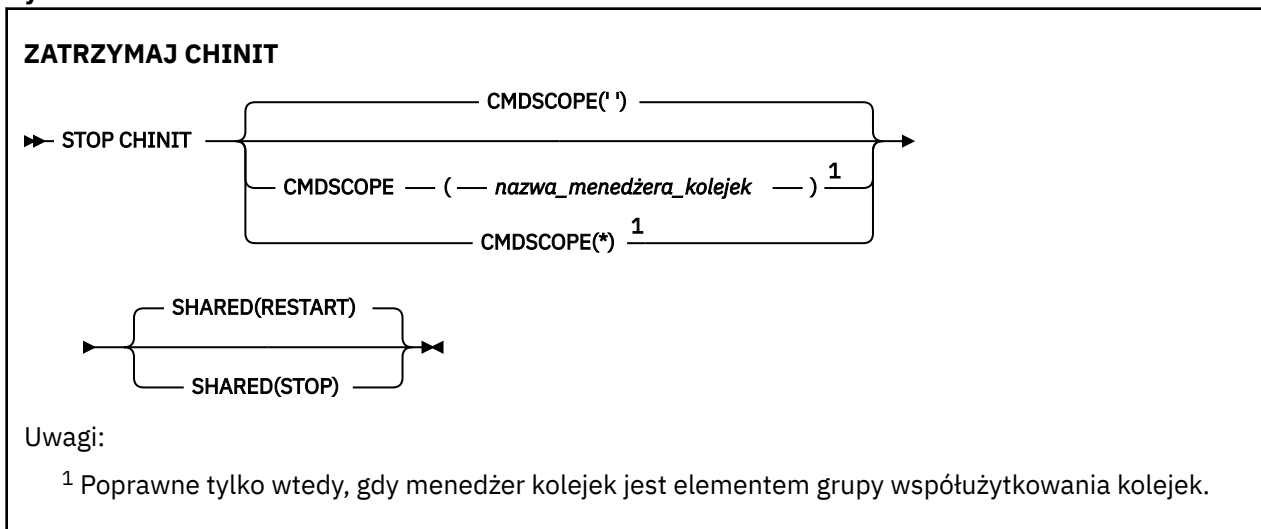 ZATRZYMAJ CHINIT
CMDSCOPE(' ')
STOP CHINIT
CMDSCOPE ( nazwa_menedżera_kolejek ) 1
CMDSCOPE(*) 1
SHARED(RESTART)
SHARED(STOP)
Uwagi:
1 Poprawne tylko wtedy, gdy menedżer kolejek jest elementem grupy współużytkowania kolejek.